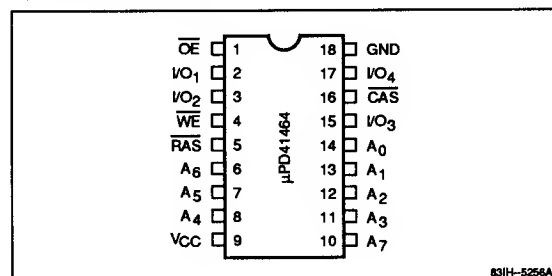 OE 1 18 GND
I/O1 2 17 I/O4
I/O2 3 16 CAS
WE 4 15 I/O3
RAS 5 14 A0
A6 6 13 A1
A5 7 12 A2
A4 8 11 A3
VCC 9 10 A7
μPD41464
83IH-5256A